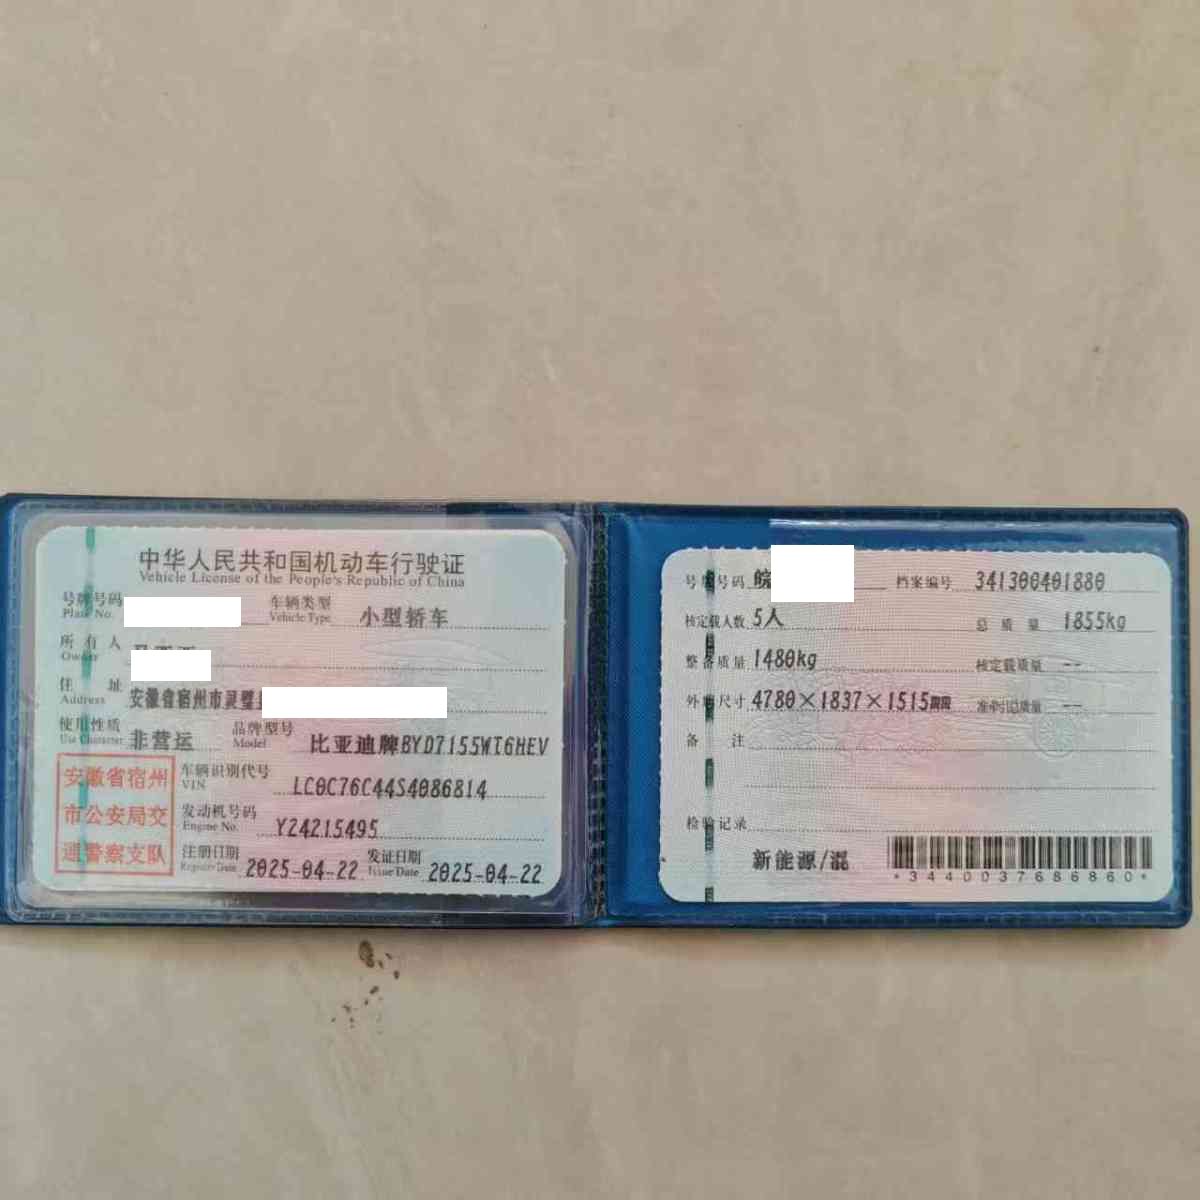 中华人民共和国机动车行驶证
Vehicle License of the People's Republic of China
号牌号码
Plate No.
车辆类型 小型轿车
Vehicle Type
所有人
Owner
住址 安徽省宿州市灵璧
Address
使用性质 非营运
Use Character
品牌型号 比亚迪牌BYD7155WT6HEV
Model
安徽省宿州
市公安局交
通警察支队
车辆识别代号 LC0C76C44S4086814
VIN
发动机号码 Y24215495
Engine No.
注册日期 2025-04-22
Register Date
发证日期 2025-04-22
Issue Date
号牌号码 皖
档案编号 341300401880
核定载人数 5人
总质量 1855kg
整备质量 1480kg
核定载质量 --
外廓尺寸 4780×1837×1515mm
准牵引总质量 --
备注
检验记录
新能源/混
*3440037686860*